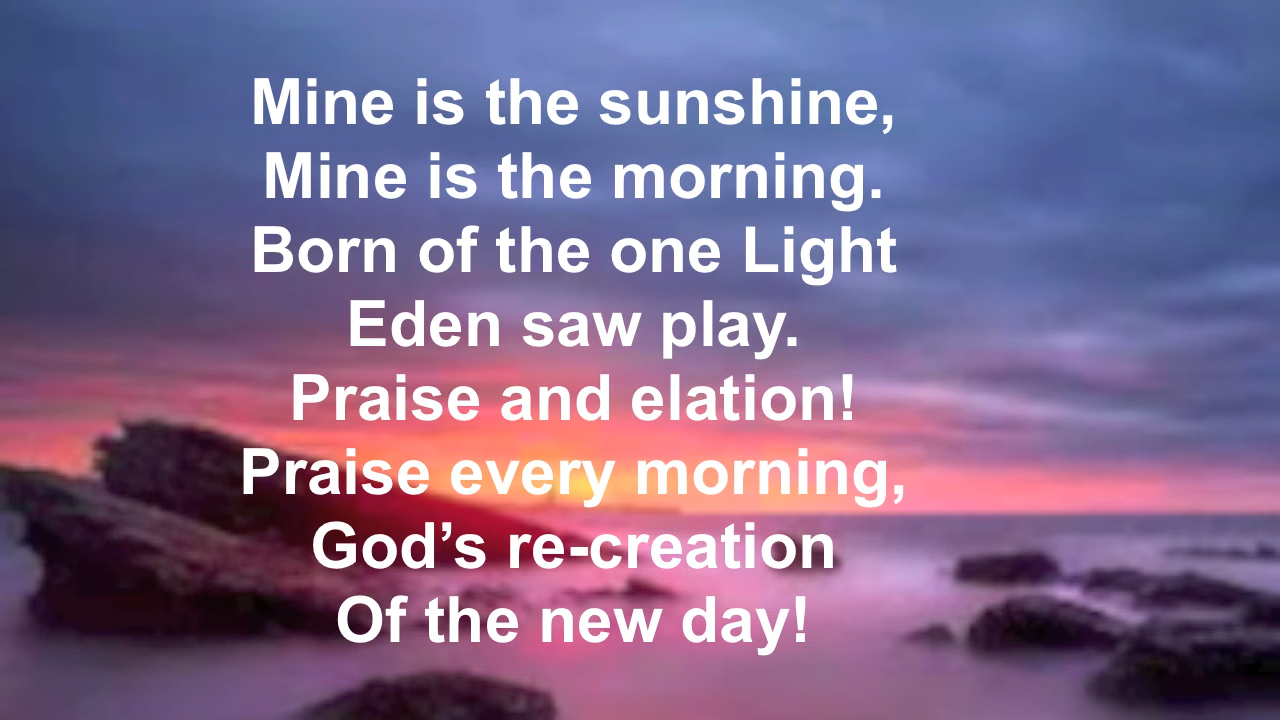 Mine is the sunshine,
Mine is the morning.
Born of the one Light
Eden saw play.
Praise and elation!
Praise every morning,
God’s re-creation
Of the new day!